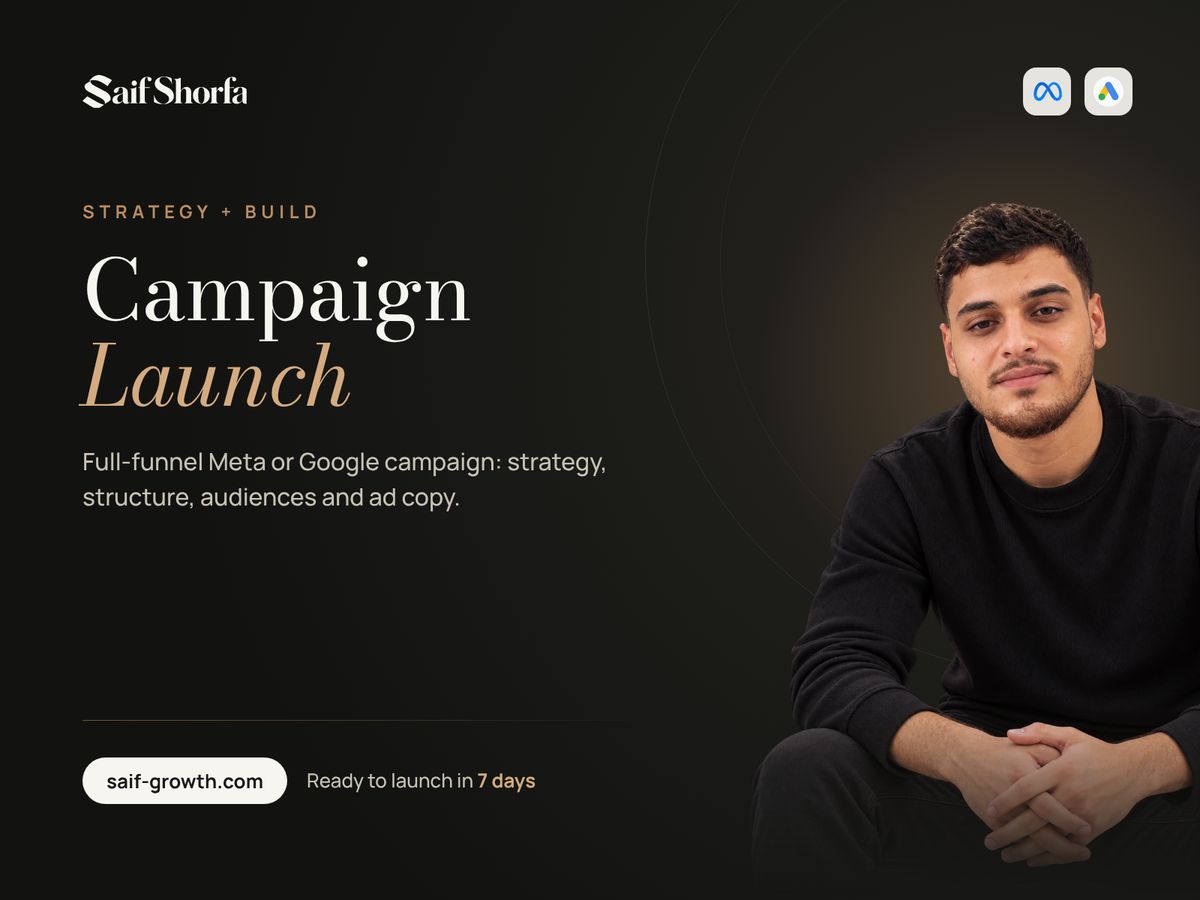 Saif Shorfa
STRATEGY + BUILD
Campaign
Launch
Full-funnel Meta or Google campaign: strategy,
structure, audiences and ad copy.
saif-growth.com
Ready to launch in 7 days